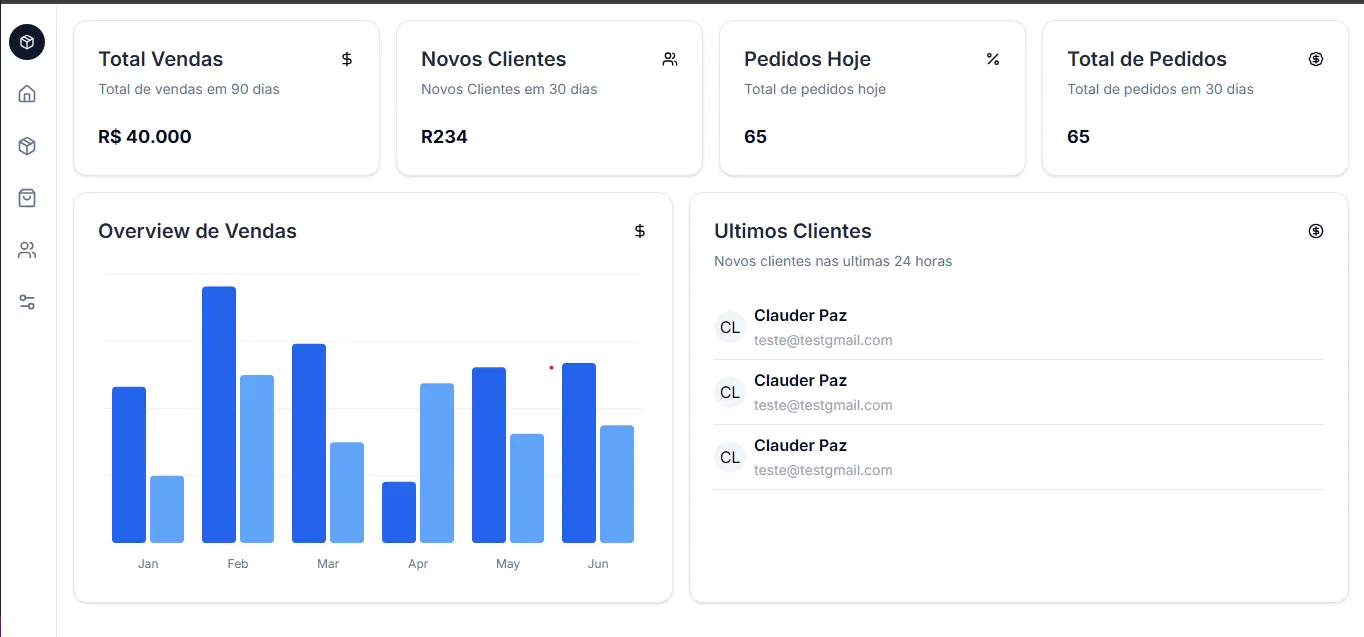 Total Vendas
$
Total de vendas em 90 dias
R$ 40.000
Novos Clientes
Novos Clientes em 30 dias
R234
Pedidos Hoje
%
Total de pedidos hoje
65
Total de Pedidos
$
Total de pedidos em 30 dias
65
Overview de Vendas
$
Jan Feb Mar Apr May Jun
Ultimos Clientes
$
Novos clientes nas ultimas 24 horas
CL
Clauder Paz
teste@testgmail.com
CL
Clauder Paz
teste@testgmail.com
CL
Clauder Paz
teste@testgmail.com